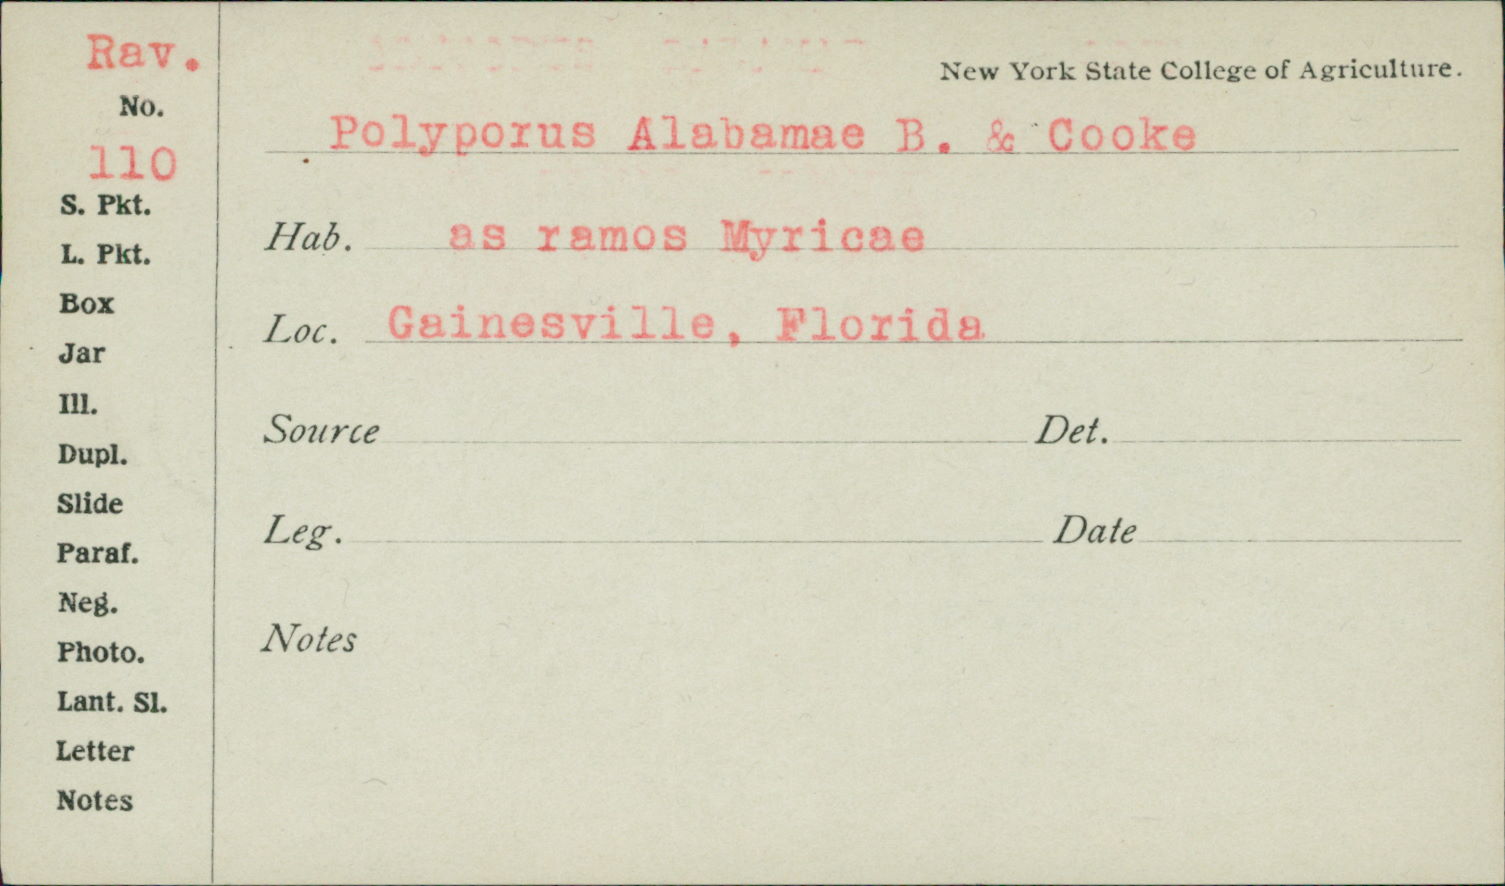 Rav.
No.
110
S. Pkt.
L. Pkt.
Box
Jar
Ill.
Dupl.
Slide
Paraf.
Neg.
Photo.
Lant. Sl.
Letter
Notes
New York State College of Agriculture.
Polyporus Alabamae B. & Cooke
Hab. as ramos Myricae
Loc. Gainesville, Florida
Source Det.
Leg. Date
Notes